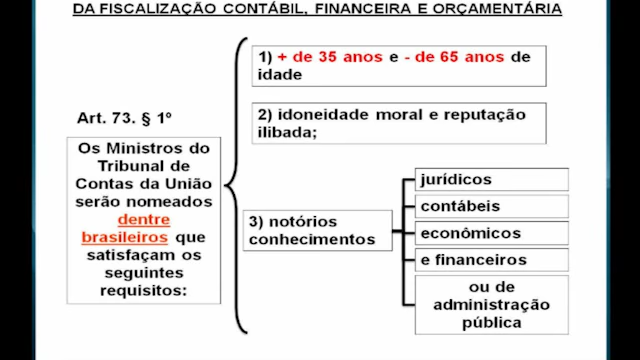 DA FISCALIZAÇÃO CONTÁBIL, FINANCEIRA E ORÇAMENTÁRIA
Art. 73. § 1º
Os Ministros do
Tribunal de
Contas da União
serão nomeados
dentre
brasileiros que
satisfaçam os
seguintes
requisitos:
1) + de 35 anos e - de 65 anos de
idade
2) idoneidade moral e reputação
ilibada;
3) notórios
conhecimentos
jurídicos
contábeis
econômicos
e financeiros
ou de
administração
pública